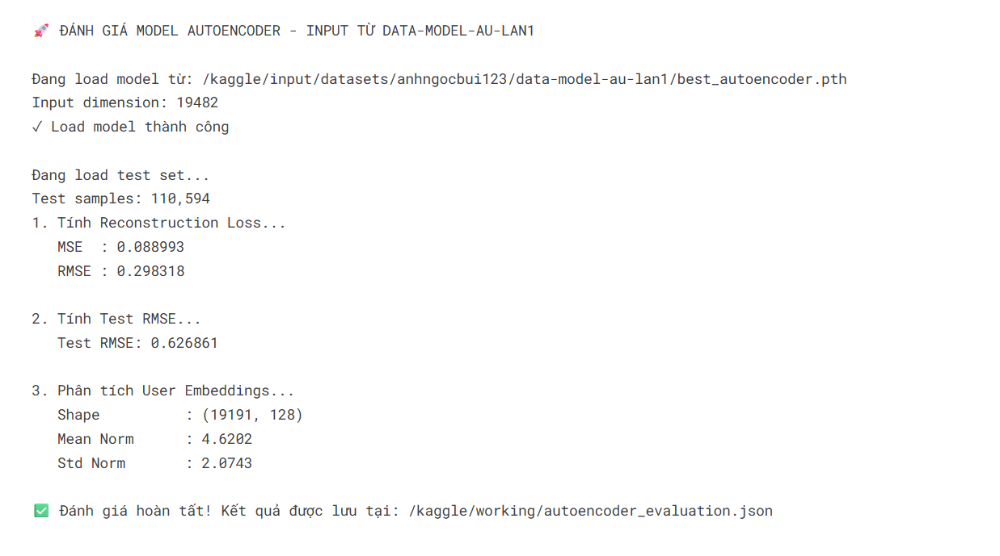 🚀 ĐÁNH GIÁ MODEL AUTOENCODER - INPUT TỪ DATA-MODEL-AU-LAN1
Đang load model từ: /kaggle/input/datasets/anhngocbui123/data-model-au-lan1/best_autoencoder.pth
Input dimension: 19482
✓ Load model thành công
Đang load test set...
Test samples: 110,594
1. Tính Reconstruction Loss...
MSE  : 0.088993
RMSE : 0.298318
2. Tính Test RMSE...
Test RMSE: 0.626861
3. Phân tích User Embeddings...
Shape          : (19191, 128)
Mean Norm      : 4.6202
Std Norm       : 2.0743
✅ Đánh giá hoàn tất! Kết quả được lưu tại: /kaggle/working/autoencoder_evaluation.json